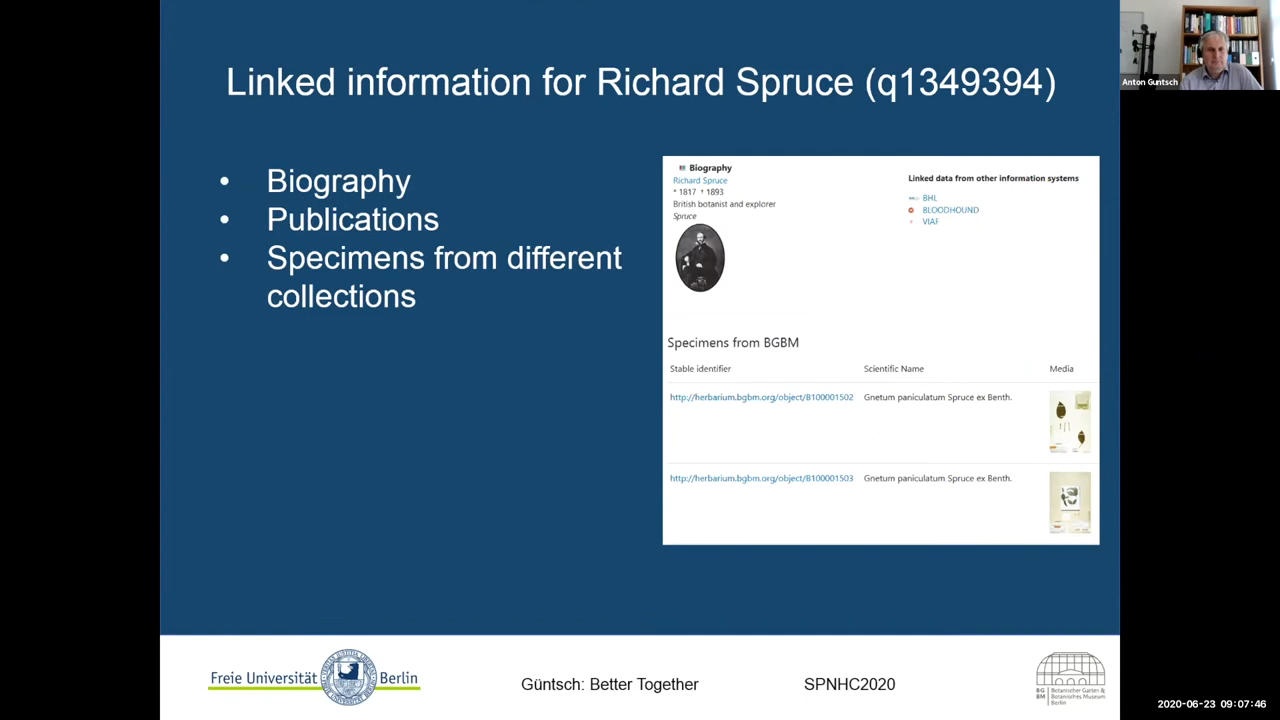 Linked information for Richard Spruce (q1349394)
Anton Guntsch
• Biography
• Publications
• Specimens from different
collections
Biography
Richard Spruce
* 1817 † 1893
British botanist and explorer
Spruce
Linked data from other information systems
BHL
BLOODHOUND
VIAF
Specimens from BGBM
Stable identifier Scientific Name Media
http://herbarium.bgbm.org/object/B100001502 Gnetum paniculatum Spruce ex Benth.
http://herbarium.bgbm.org/object/B100001503 Gnetum paniculatum Spruce ex Benth.
Freie Universität Berlin
Güntsch: Better Together
SPNHC2020
BG Botanischer Garten &
BM Botanisches Museum
Berlin
2020-06-23 09:07:46